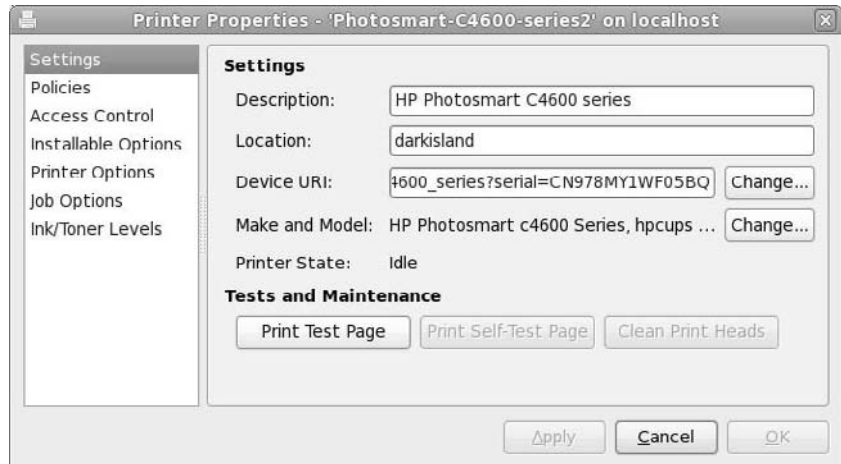 Printer Properties - 'Photosmart-C4600-series2' on localhost
Settings
Policies
Access Control
Installable Options
Printer Options
Job Options
Ink/Toner Levels
Settings
Description: HP Photosmart C4600 series
Location: darkisland
Device URI: 4600_series?serial=CN978MY1WF05BQ Change...
Make and Model: HP Photosmart c4600 Series, hpcups ... Change...
Printer State: Idle
Tests and Maintenance
Print Test Page Print Self-Test Page Clean Print Heads
Apply Cancel OK